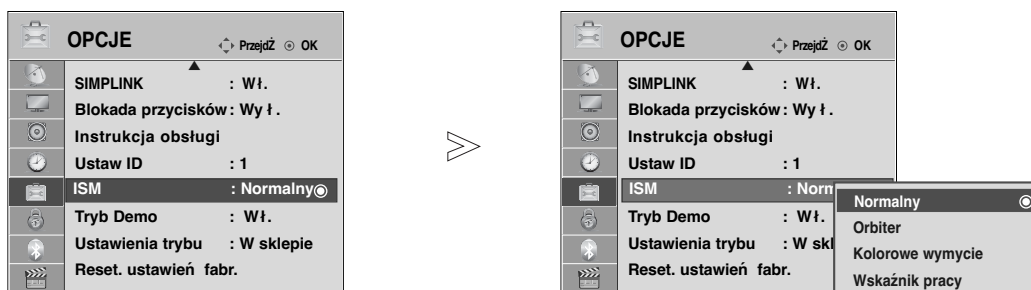 OPCJE
PrzejdŹ OK
SIMPLINK : Wł.
Blokada przycisków : Wy ł .
Instrukcja obsługi
Ustaw ID : 1
ISM : Normalny
Tryb Demo : Wł.
Ustawienia trybu : W sklepie
Reset. ustawień fabr.
OPCJE
PrzejdŹ OK
SIMPLINK : Wł.
Blokada przycisków : Wy ł .
Instrukcja obsługi
Ustaw ID : 1
ISM : Norm
Tryb Demo : Wł.
Ustawienia trybu : W skl
Reset. ustawień fabr.
Normalny
Orbiter
Kolorowe wymycie
Wskaźnik pracy